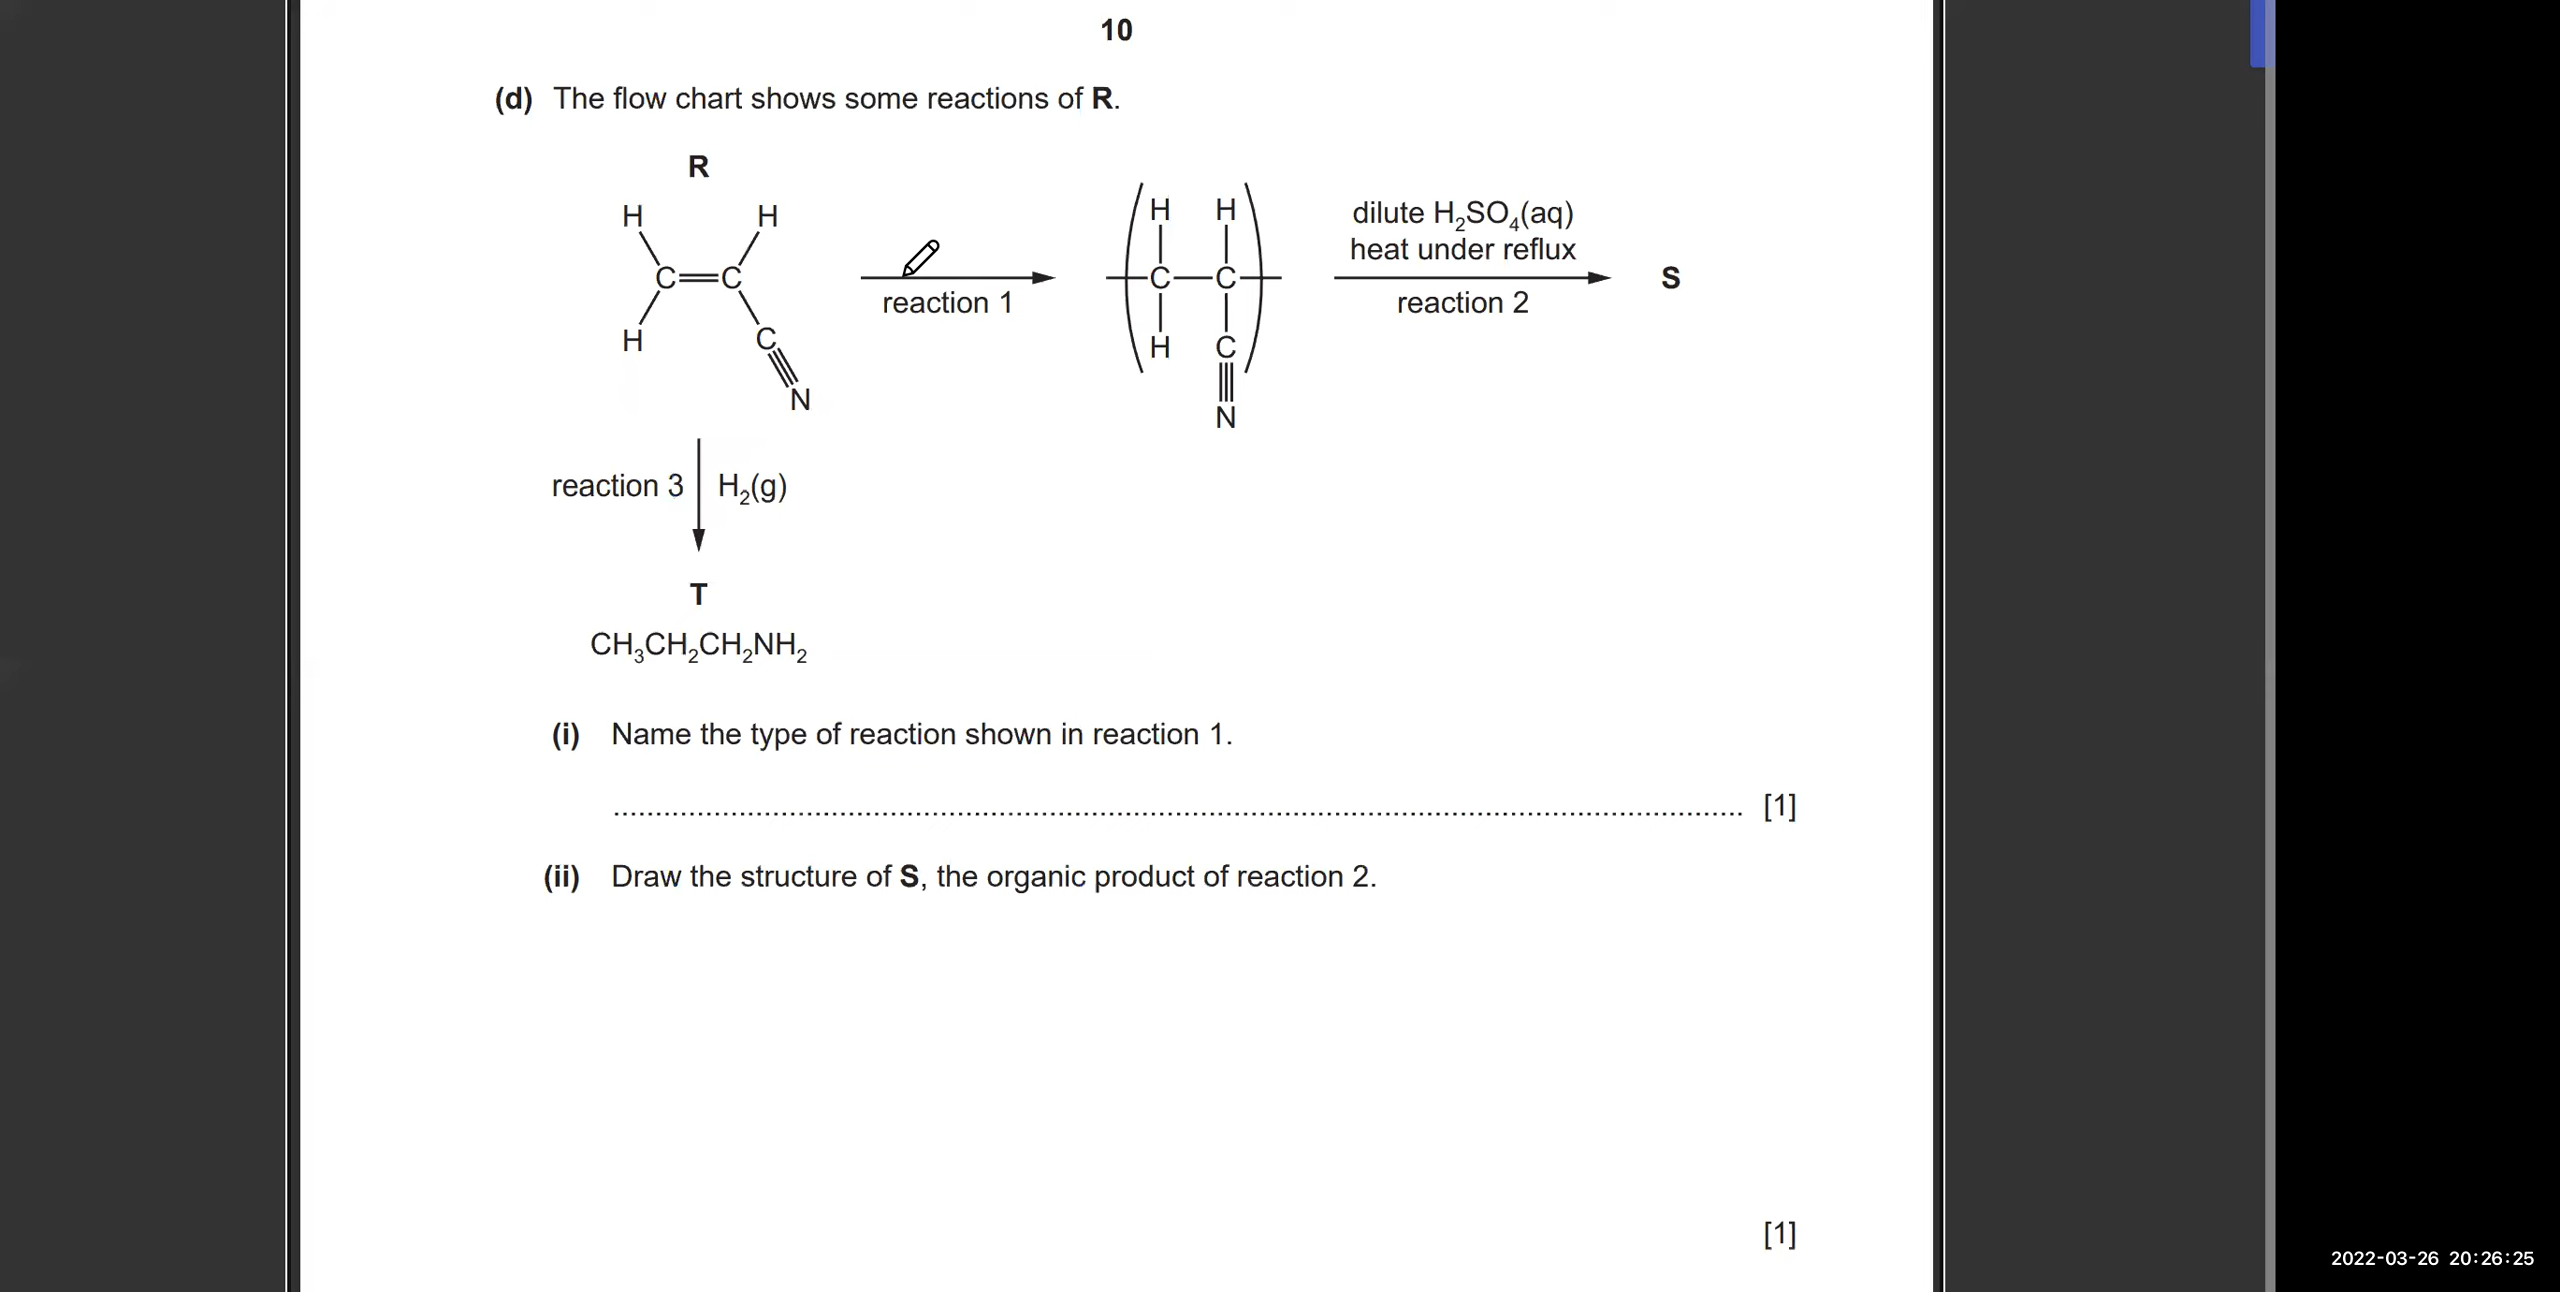 10
(d) The flow chart shows some reactions of R.
R
H H
C C
H C
N
reaction 1
H H
C C
H C
N
dilute H₂SO₄(aq)
heat under reflux
reaction 2
S
reaction 3 H₂(g)
T
CH₃CH₂CH₂NH₂
(i) Name the type of reaction shown in reaction 1.
[1]
(ii) Draw the structure of S, the organic product of reaction 2.
[1]
2022-03-26 20:26:25